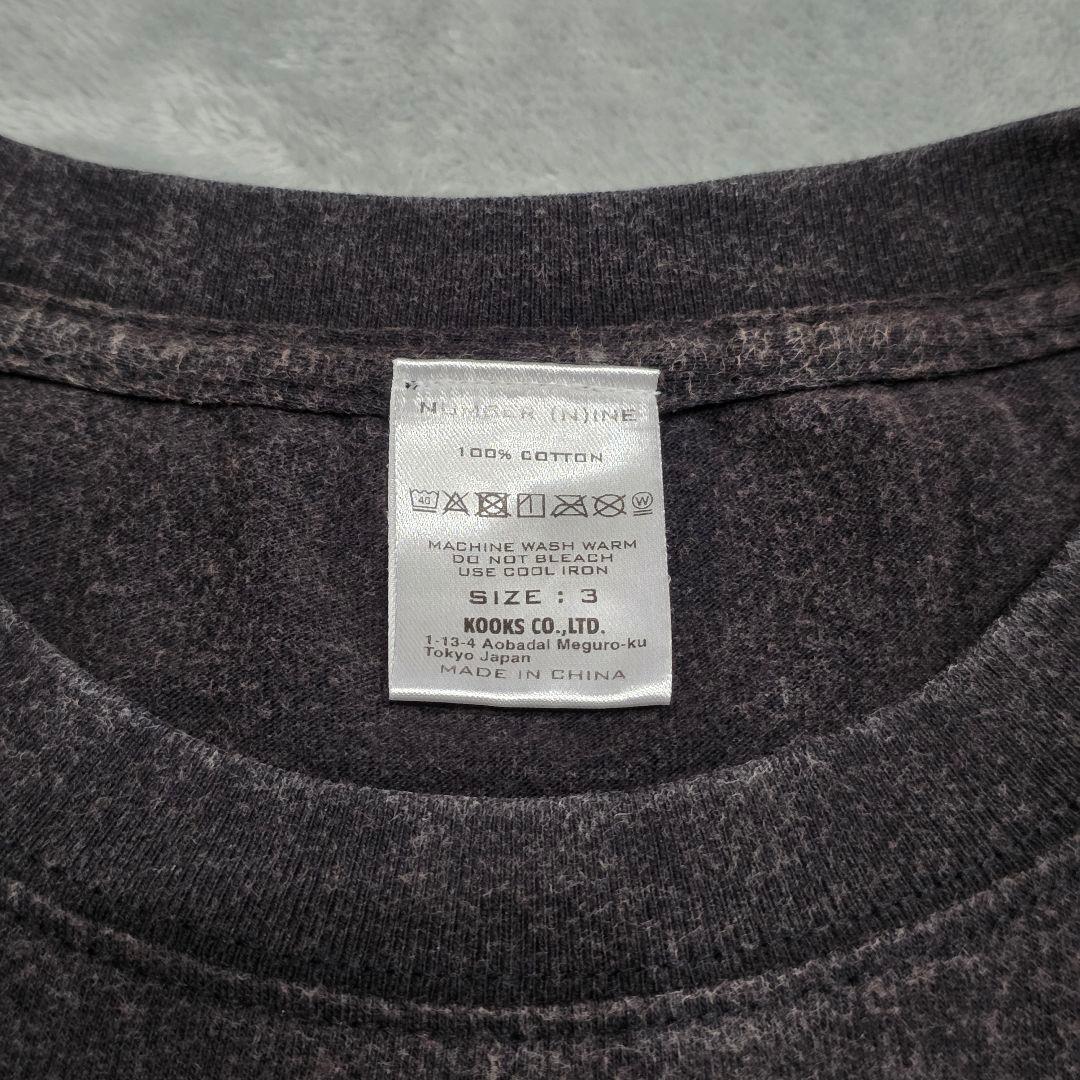 NUMBER (N)INE
100% COTTON
40
W
MACHINE WASH WARM
DO NOT BLEACH
USE COOL IRON
SIZE : 3
KOOKS CO.,LTD.
1-13-4 Aobadai Meguro-ku
Tokyo Japan
MADE IN CHINA